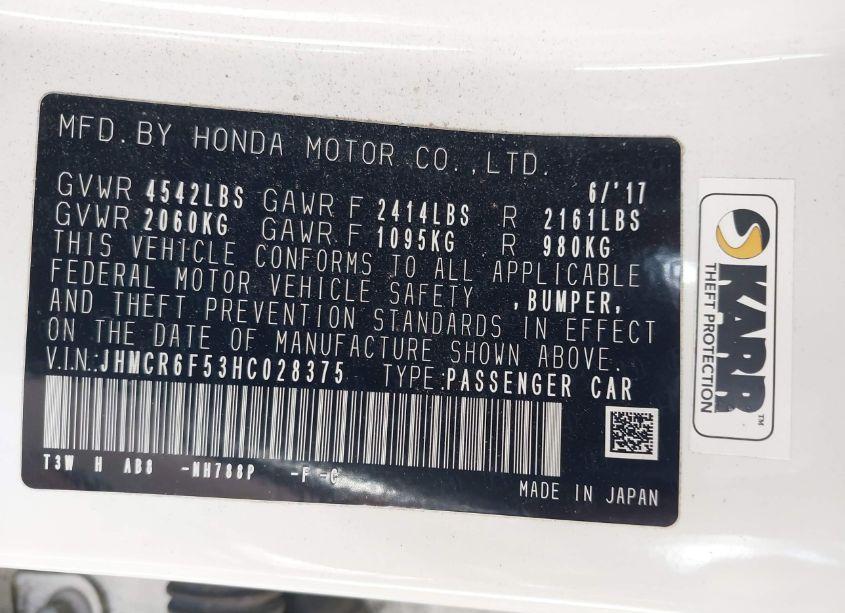 MFD.BY HONDA MOTOR CO.,LTD.
6/'17
GVWR 4542LBS GAWR F 2414LBS R 2161LBS
GVWR 2060KG GAWR F 1095KG R 980KG
THIS VEHICLE CONFORMS TO ALL APPLICABLE
FEDERAL MOTOR VEHICLE SAFETY ,BUMPER,
AND THEFT PREVENTION STANDARDS IN EFFECT
ON THE DATE OF MANUFACTURE SHOWN ABOVE.
V.I.N.:JHMCR6F53HC028375 TYPE:PASSENGER CAR
T3W H AB8 -NH788P -F -C
MADE IN JAPAN
KARR™
THEFT PROTECTION